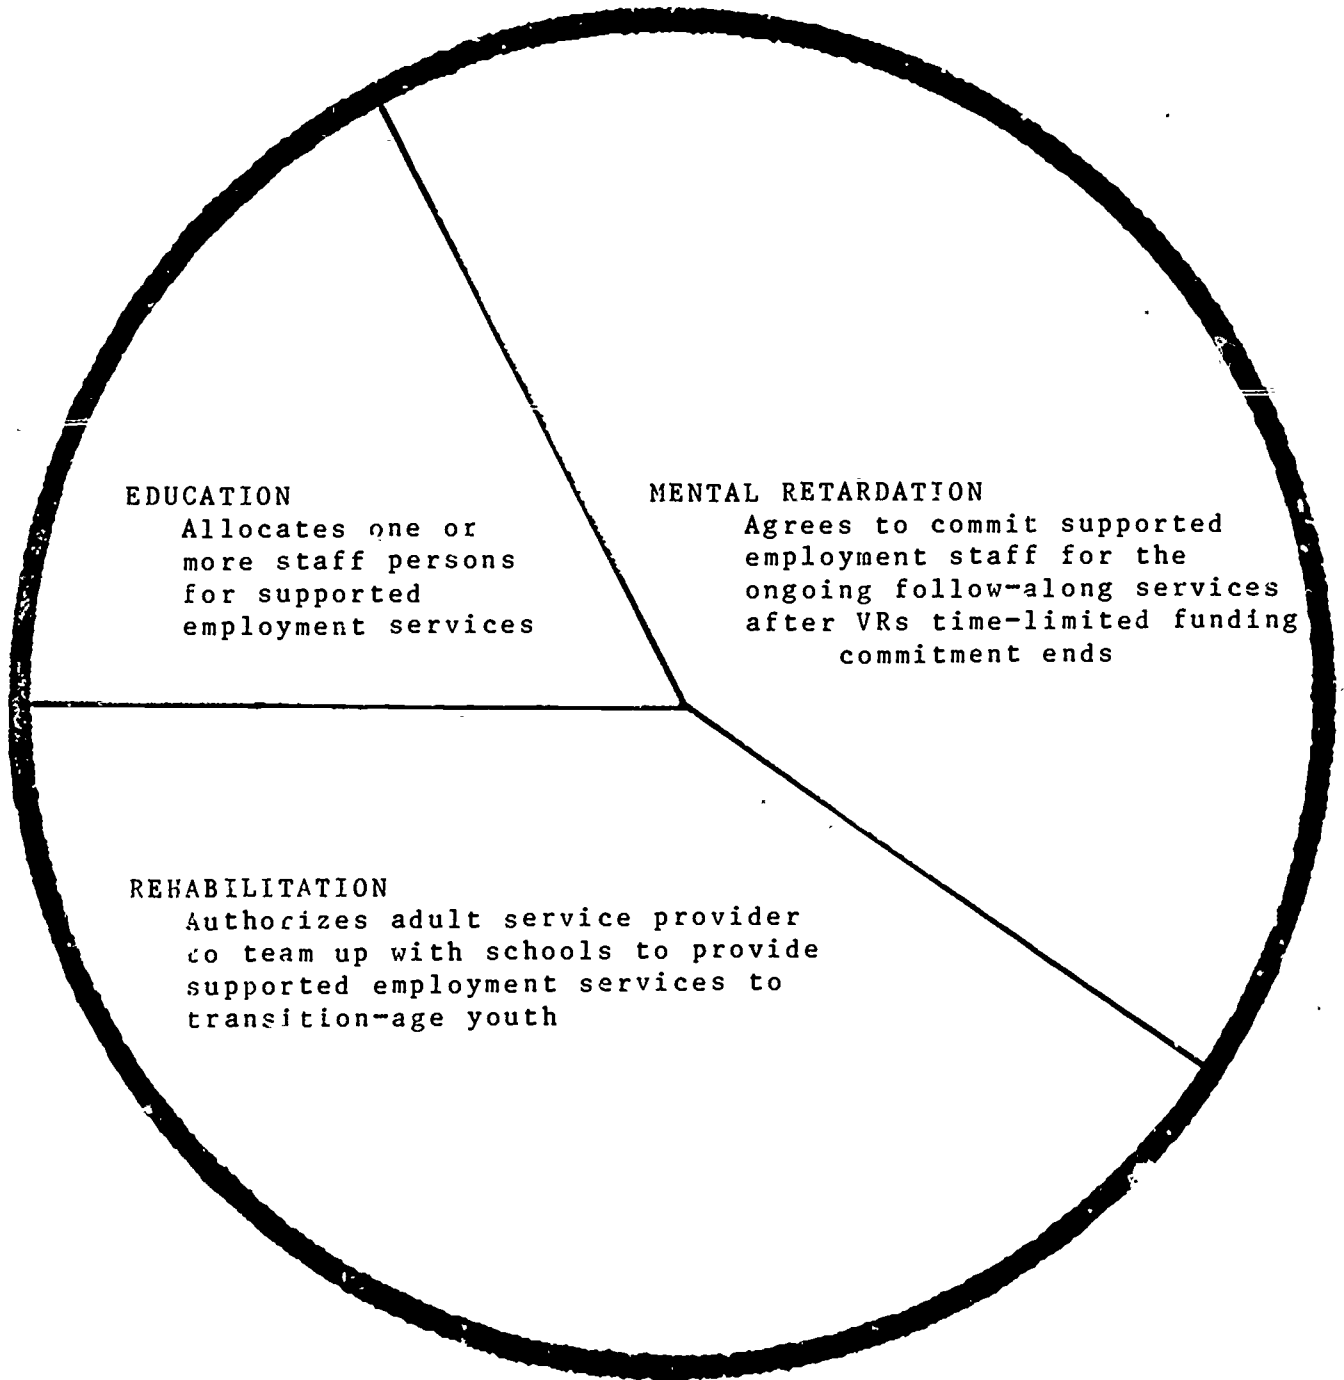 EDUCATION
Allocates one or
more staff persons
for supported
employment services
MENTAL RETARDATION
Agrees to commit supported
employment staff for the
ongoing follow-along services
after VRs time-limited funding
commitment ends
REHABILITATION
Authorizes adult service provider
to team up with schools to provide
supported employment services to
transition-age youth